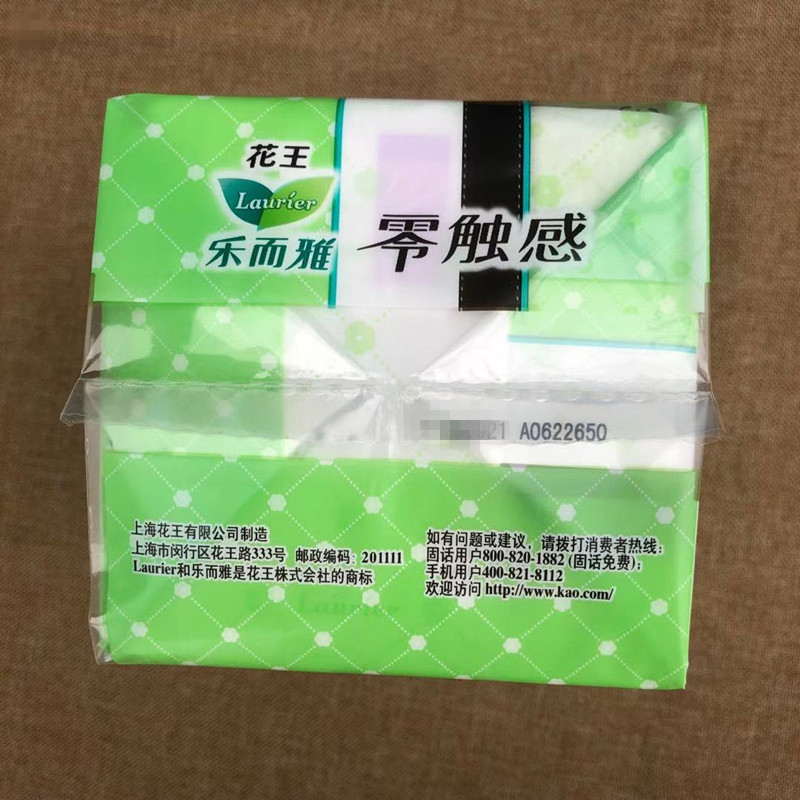 花王
Laurier
乐而雅
零触感
21 A0622650
上海花王有限公司制造
上海市闵行区花王路333号 邮政编码: 201111
Laurier和乐而雅是花王株式会社的商标
如有问题或建议，请拨打消费者热线:
固话用户800-820-1882 (固话免费);
手机用户400-821-8112
欢迎访问 http://www.kao.com/
Laurier